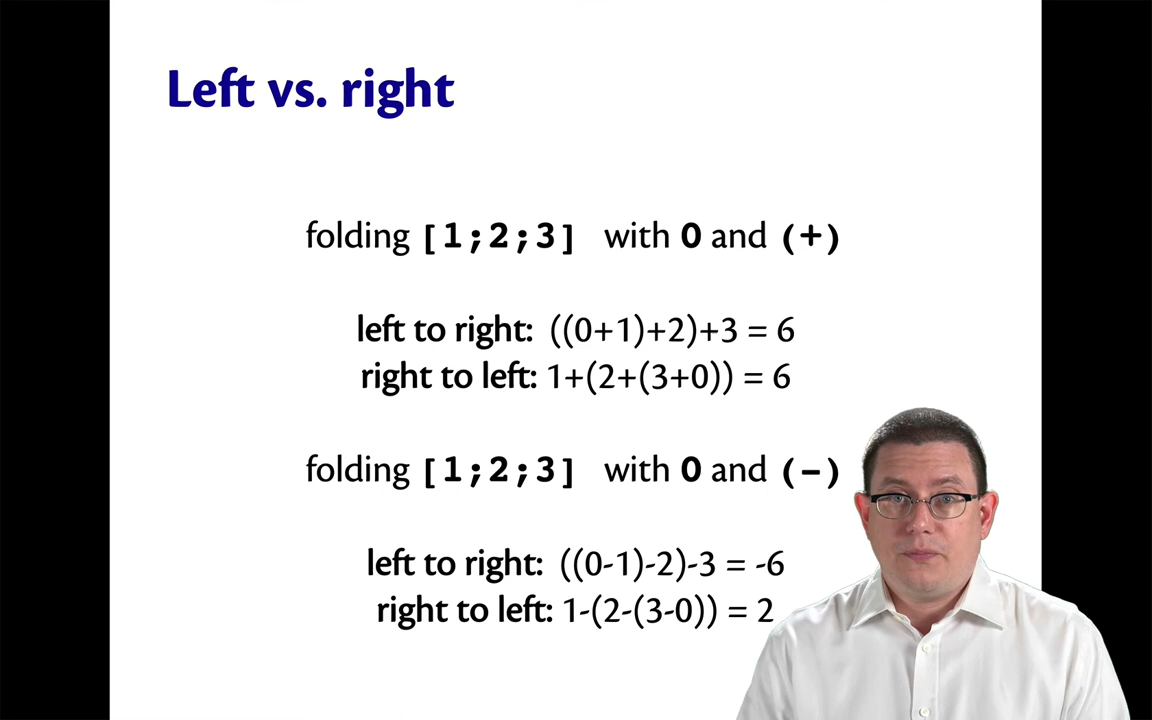 Left vs. right
folding [1;2;3] with 0 and (+)
left to right: ((0+1)+2)+3 = 6
right to left: 1+(2+(3+0)) = 6
folding [1;2;3] with 0 and (-)
left to right: ((0-1)-2)-3 = -6
right to left: 1-(2-(3-0)) = 2